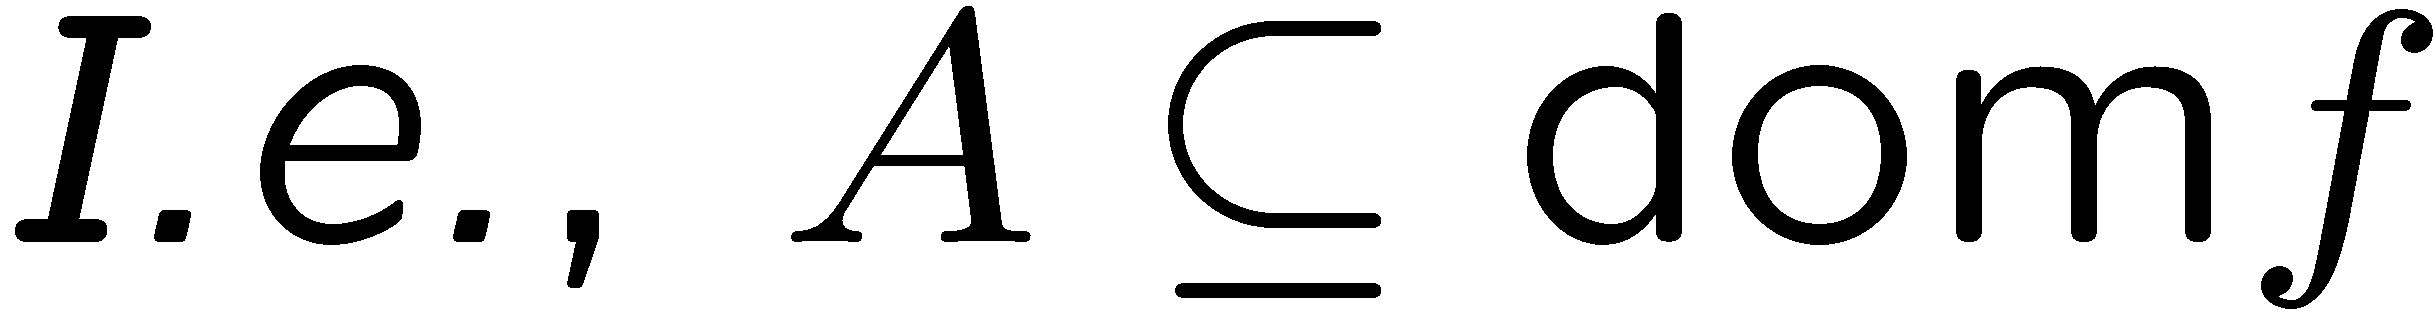 I.e., A ⊆ dom f